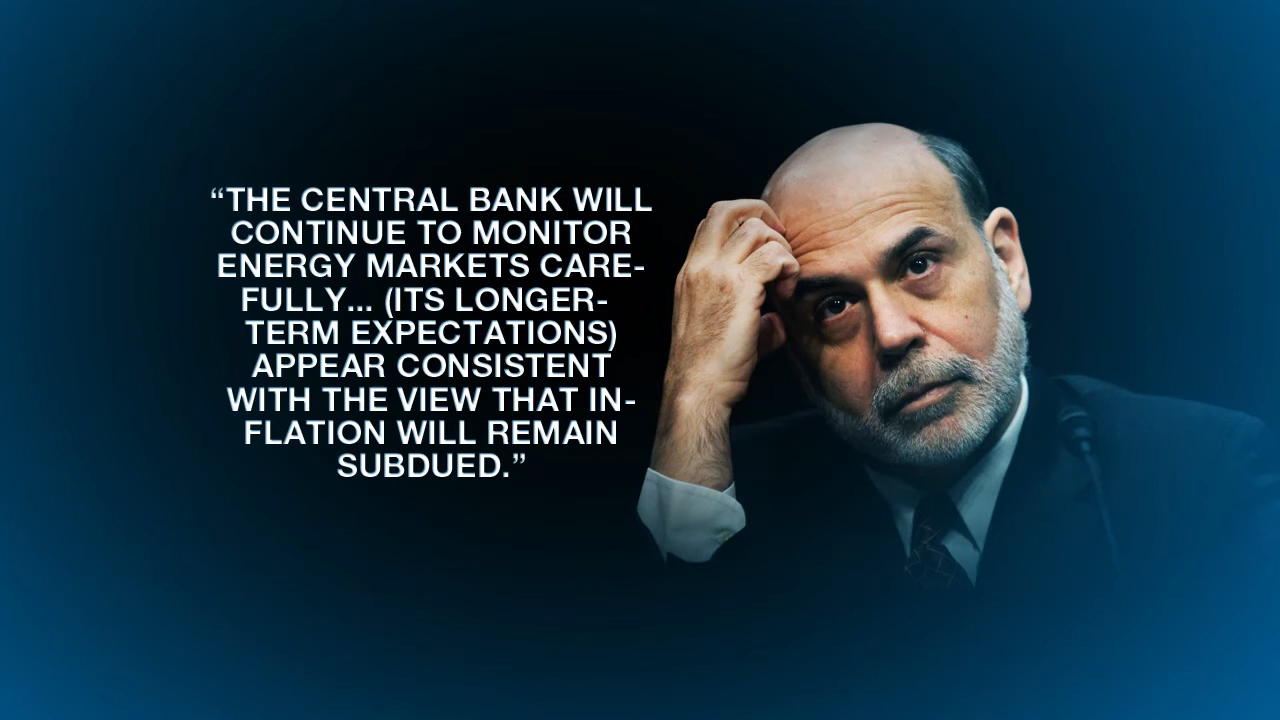 “THE CENTRAL BANK WILL
CONTINUE TO MONITOR
ENERGY MARKETS CARE-
FULLY... (ITS LONGER-
TERM EXPECTATIONS)
APPEAR CONSISTENT
WITH THE VIEW THAT IN-
FLATION WILL REMAIN
SUBDUED.”